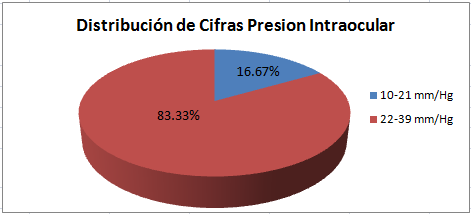 Distribución de Cifras Presion Intraocular
16.67%
83.33%
10-21 mm/Hg
22-39 mm/Hg